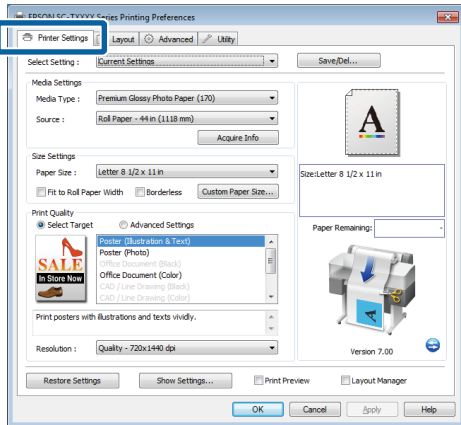 EPSON SC-TXXXX Series Printing Preferences
Printer Settings Layout Advanced Utility
Select Setting : Current Settings Save/Del...
Media Settings
Media Type : Premium Glossy Photo Paper (170)
Source : Roll Paper - 44 in (1118 mm)
Acquire Info
Size Settings
Paper Size : Letter 8 1/2 x 11 in
Fit to Roll Paper Width Borderless Custom Paper Size...
Print Quality
Select Target Advanced Settings
SALE
In Store Now
Poster (Illustration & Text)
Poster (Photo)
Office Document (Black)
Office Document (Color)
CAD / Line Drawing (Black)
CAD / Line Drawing (Color)
Print posters with illustrations and texts vividly.
Resolution : Quality - 720x1440 dpi
A
Size:Letter 8 1/2 x 11 in
Paper Remaining: -
A
Version 7.00
Restore Settings Show Settings... Print Preview Layout Manager
OK Cancel Apply Help